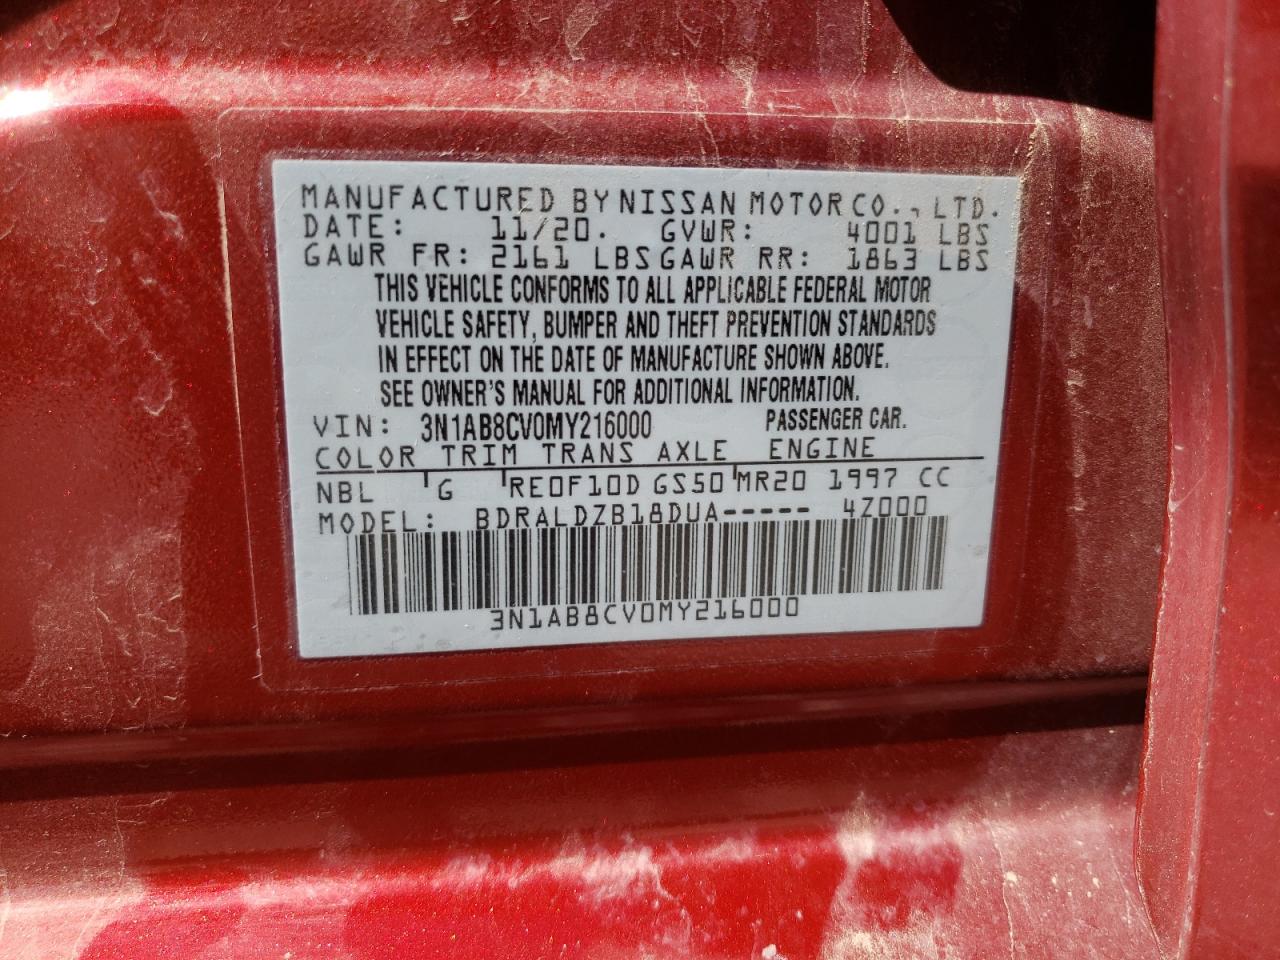 MANUFACTURED BY NISSAN MOTOR CO., LTD.
DATE: 11/20. GVWR: 4001 LBS
GAWR FR: 2161 LBS GAWR RR: 1863 LBS
THIS VEHICLE CONFORMS TO ALL APPLICABLE FEDERAL MOTOR
VEHICLE SAFETY, BUMPER AND THEFT PREVENTION STANDARDS
IN EFFECT ON THE DATE OF MANUFACTURE SHOWN ABOVE.
SEE OWNER'S MANUAL FOR ADDITIONAL INFORMATION.
VIN: 3N1AB8CV0MY216000 PASSENGER CAR.
COLOR TRIM TRANS AXLE ENGINE
NBL G RE0F10D GS50 MR20 1997 CC
MODEL: BDRALDZB18DUA----- 4Z000
3N1AB8CV0MY216000